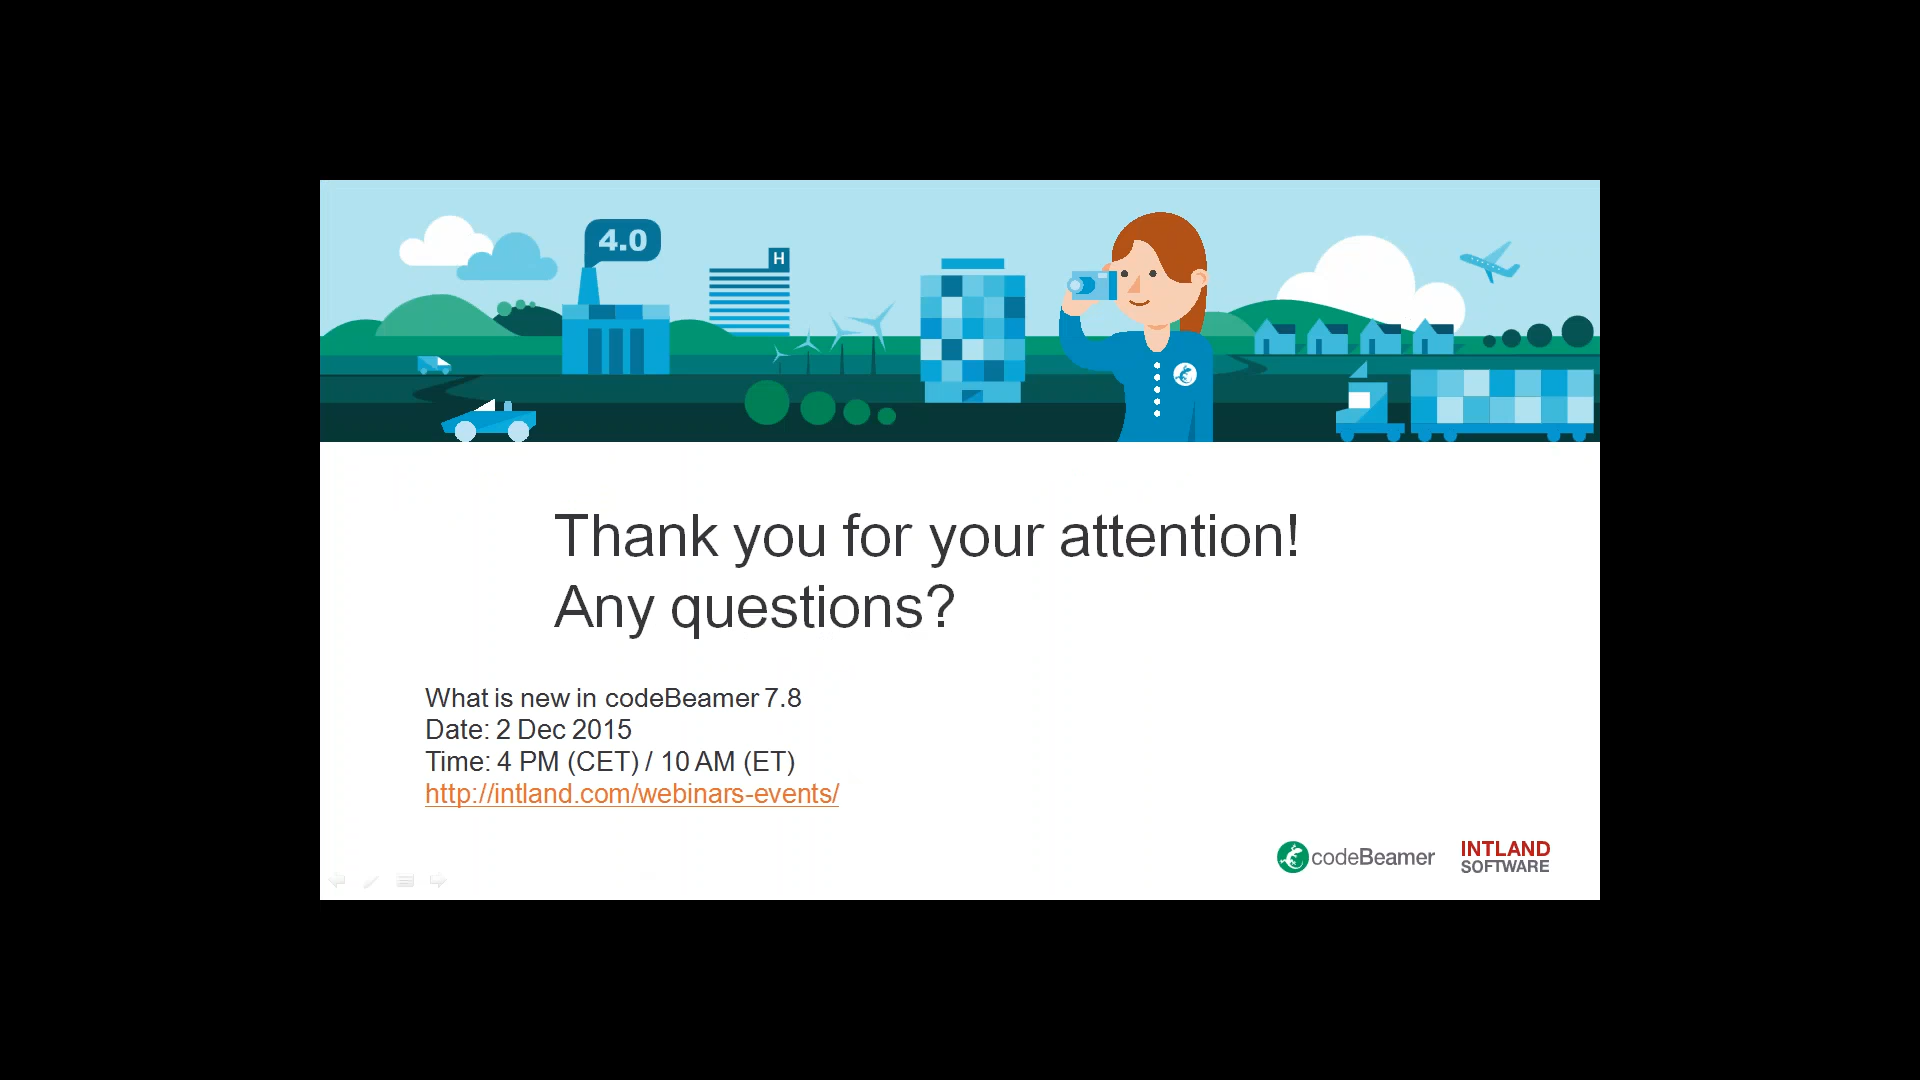 4.0
H
Thank you for your attention!
Any questions?
What is new in codeBeamer 7.8
Date: 2 Dec 2015
Time: 4 PM (CET) / 10 AM (ET)
http://intland.com/webinars-events/
codeBeamer
INTLAND
SOFTWARE